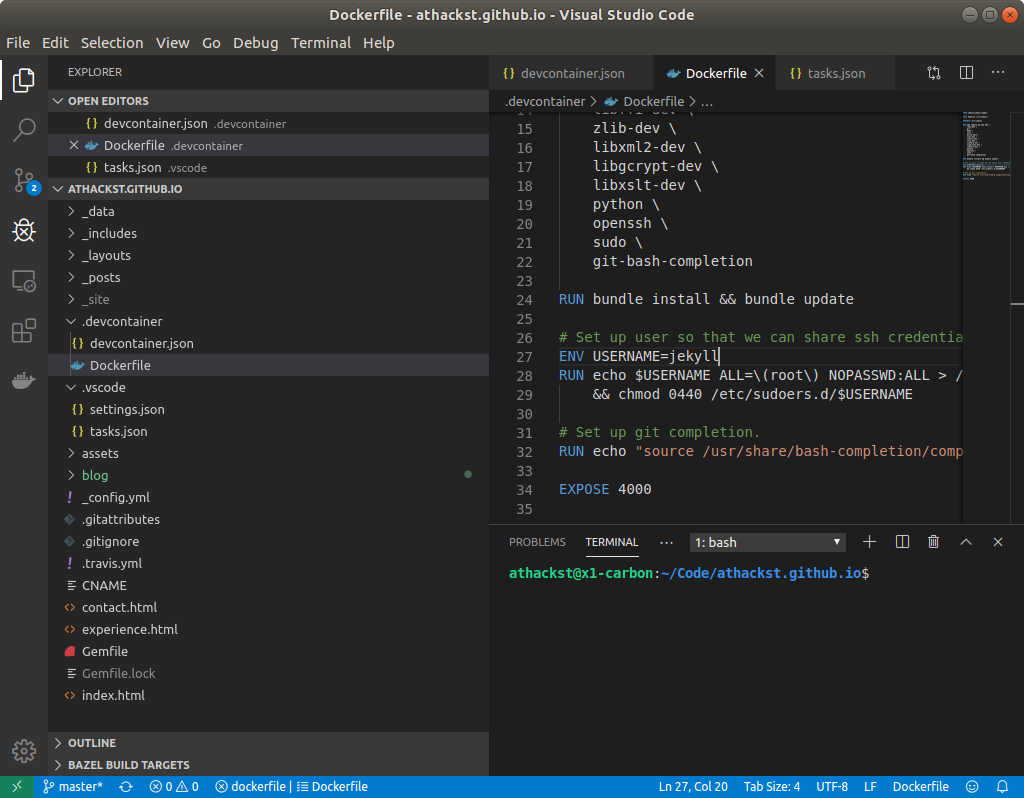 Dockerfile - athackst.github.io - Visual Studio Code
File Edit Selection View Go Debug Terminal Help
EXPLORER
OPEN EDITORS
devcontainer.json .devcontainer
Dockerfile .devcontainer
tasks.json .vscode
2
ATHACKST.GITHUB.IO
_data
_includes
_layouts
_posts
_site
.devcontainer
devcontainer.json
Dockerfile
.vscode
settings.json
tasks.json
assets
blog
_config.yml
.gitattributes
.gitignore
.travis.yml
CNAME
contact.html
experience.html
Gemfile
Gemfile.lock
index.html
OUTLINE
BAZEL BUILD TARGETS
devcontainer.json Dockerfile tasks.json
.devcontainer > Dockerfile > ...
15 zlib-dev \
16 libxml2-dev \
17 libgcrypt-dev \
18 libxslt-dev \
19 python \
20 openssh \
21 sudo \
22 git-bash-completion
23
24 RUN bundle install && bundle update
25
26 # Set up user so that we can share ssh credentia
27 ENV USERNAME=jekyll
28 RUN echo $USERNAME ALL=\(root\) NOPASSWD:ALL > /
29 && chmod 0440 /etc/sudoers.d/$USERNAME
30
31 # Set up git completion.
32 RUN echo "source /usr/share/bash-completion/comp
33
34 EXPOSE 4000
35
PROBLEMS TERMINAL ... 1: bash
athackst@x1-carbon:~/Code/athackst.github.io$
master* 0 0 dockerfile | Dockerfile Ln 27, Col 20 Tab Size: 4 UTF-8 LF Dockerfile